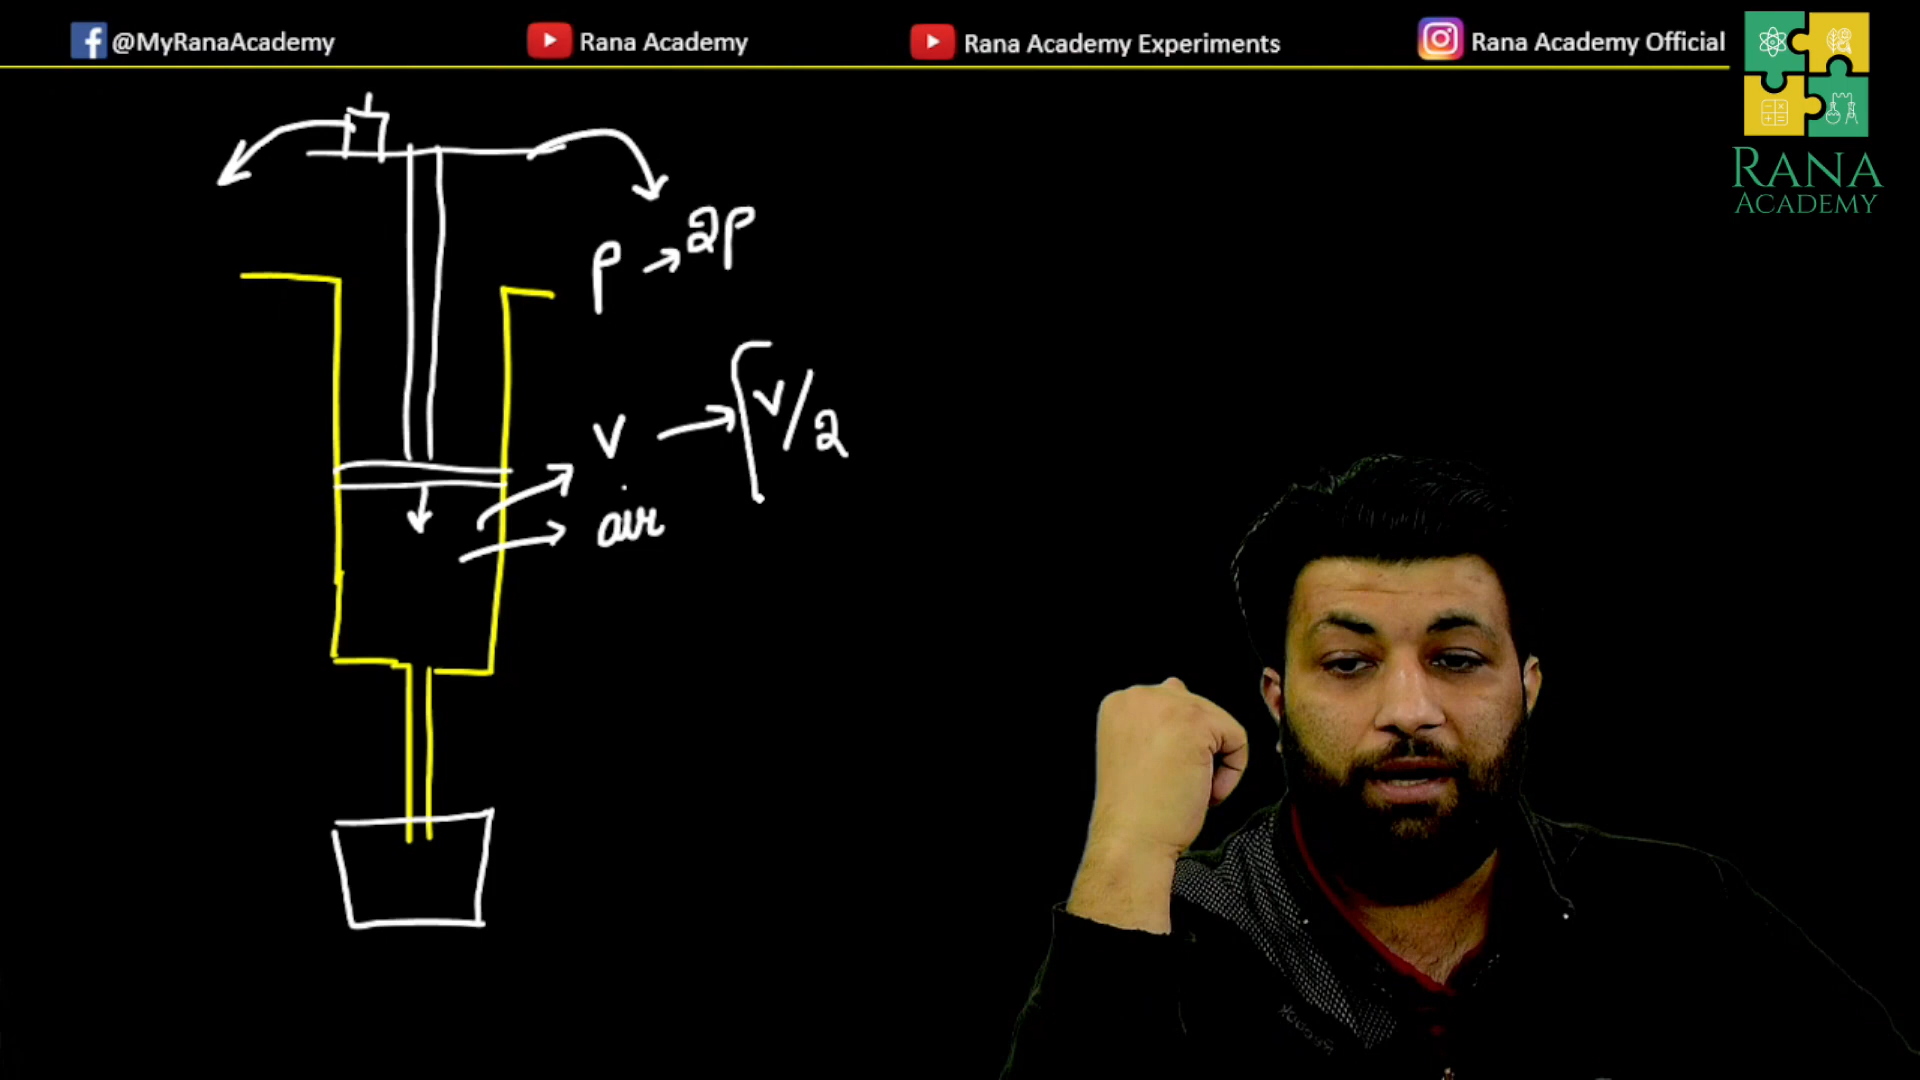 @MyRanaAcademy
Rana Academy
Rana Academy Experiments
Rana Academy Official
RANA
ACADEMY
P → 2P
V → V/2
air